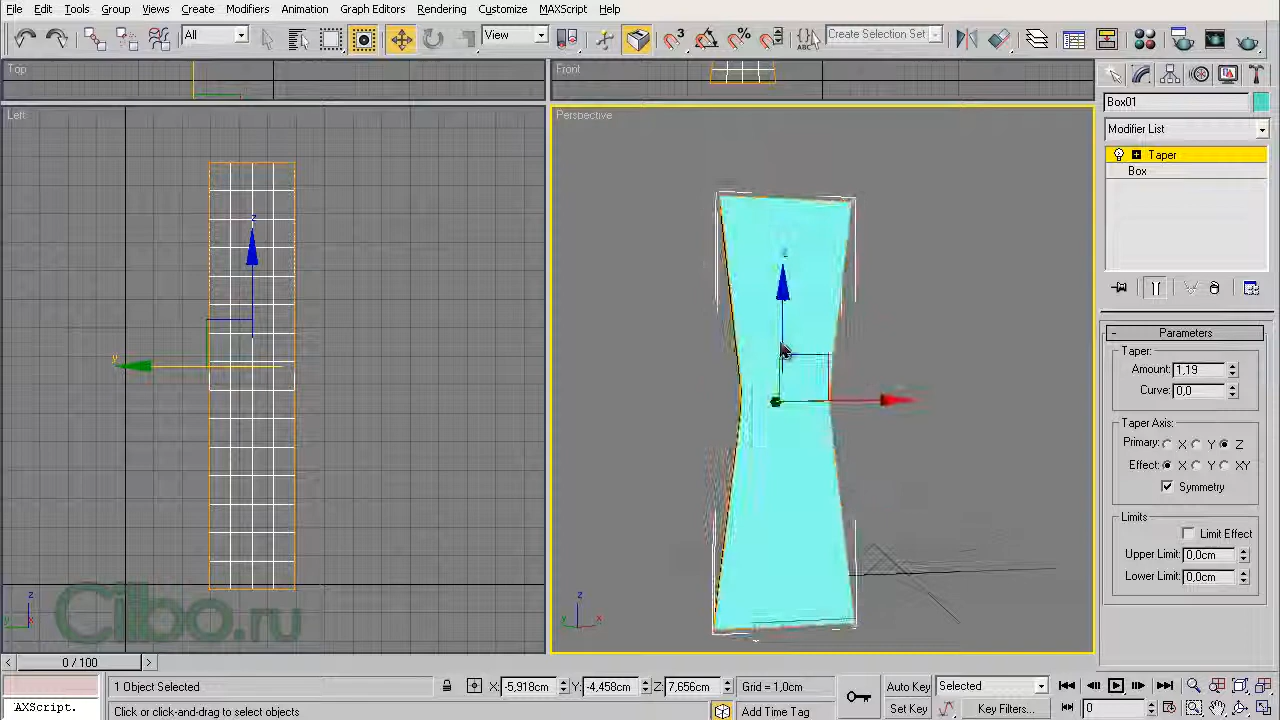 File Edit Tools Group Views Create Modifiers Animation Graph Editors Rendering Customize MAXScript Help
All View 3 % Create Selection Set
Top Front
Left Perspective
Box01
Modifier List
Taper
Box
Parameters
Taper:
Amount: 1,19
Curve: 0,0
Taper Axis:
Primary: X Y Z
Effect: X Y XY
Symmetry
Limits
Limit Effect
Upper Limit: 0,0cm
Lower Limit: 0,0cm
z
y
z
z
y x
z
y x
Cilbo.ru
0 / 100
1 Object Selected X -5,919cm Y -4,458cm Z 7,656cm Grid = 1,0cm Auto Key Selected
AXScript. Click or click-and-drag to select objects Add Time Tag Set Key Key Filters... 0